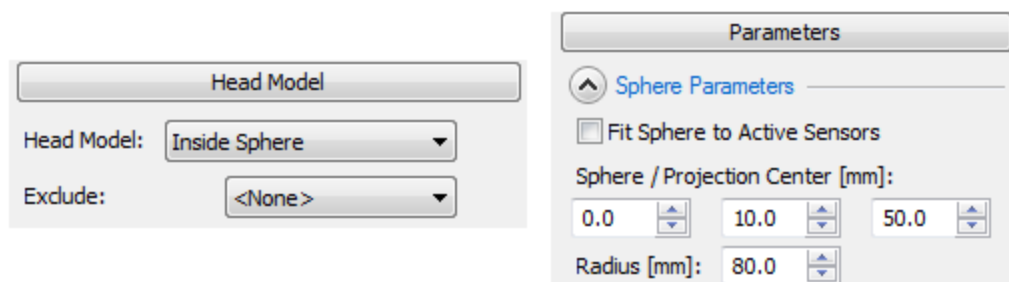 Head Model
Head Model: Inside Sphere
Exclude: <None>
Parameters
Sphere Parameters
Fit Sphere to Active Sensors
Sphere / Projection Center [mm]:
0.0 10.0 50.0
Radius [mm]: 80.0